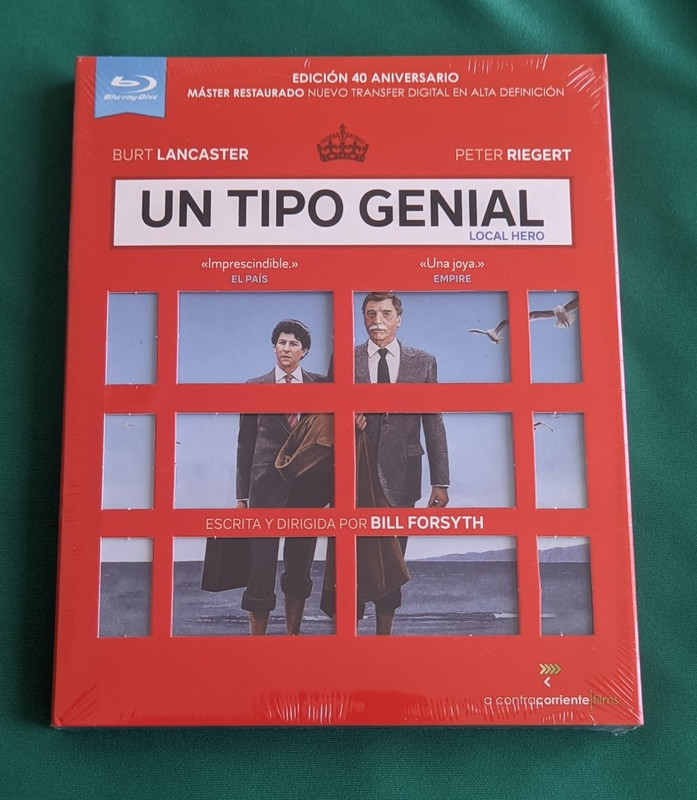 Blu-ray Disc
EDICIÓN 40 ANIVERSARIO
MÁSTER RESTAURADO NUEVO TRANSFER DIGITAL EN ALTA DEFINICIÓN
BURT LANCASTER
PETER RIEGERT
UN TIPO GENIAL
LOCAL HERO
«Imprescindible.»
EL PAÍS
«Una joya.»
EMPIRE
ESCRITA Y DIRIGIDA POR BILL FORSYTH
a contracorriente films